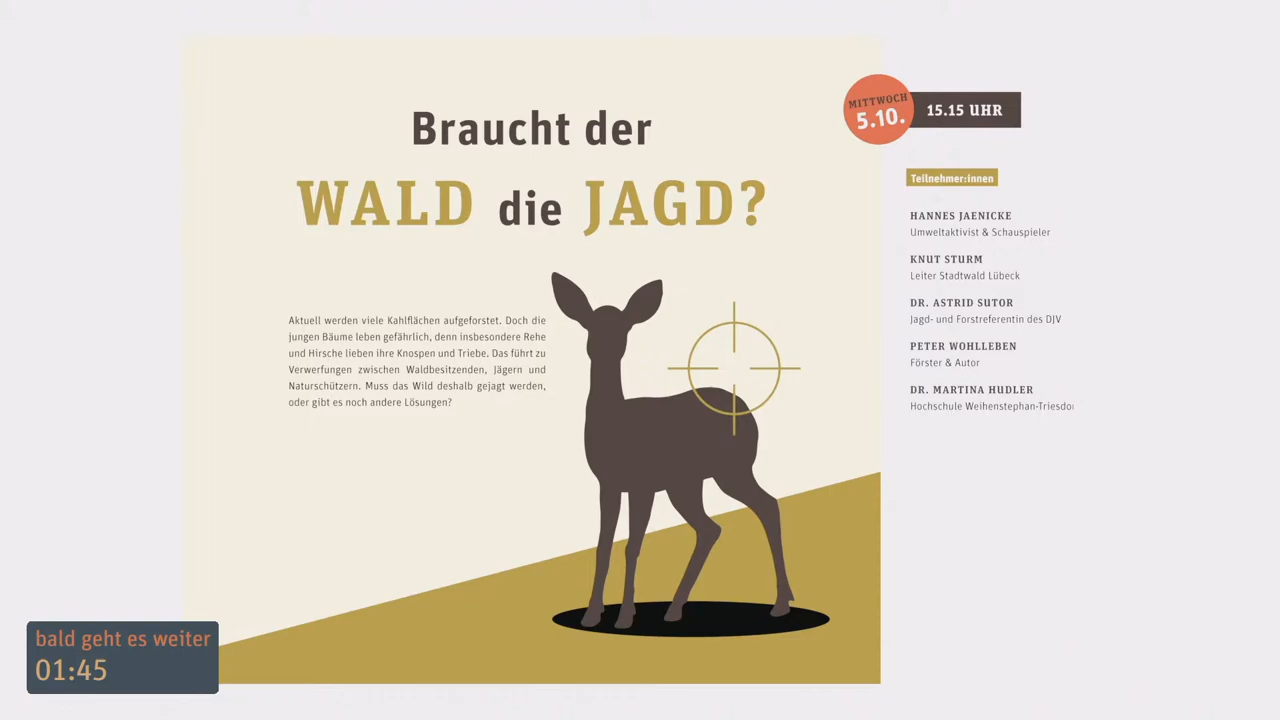 Braucht der
WALD die JAGD?
Aktuell werden viele Kahlflächen aufgeforstet. Doch die
jungen Bäume leben gefährlich, denn insbesondere Rehe
und Hirsche lieben ihre Knospen und Triebe. Das führt zu
Verwerfungen zwischen Waldbesitzenden, Jägern und
Naturschützern. Muss das Wild deshalb gejagt werden,
oder gibt es noch andere Lösungen?
MITTWOCH
5.10.
15.15 UHR
Teilnehmer:innen
HANNES JAENICKE
Umweltaktivist & Schauspieler
KNUT STURM
Leiter Stadtwald Lübeck
DR. ASTRID SUTOR
Jagd- und Forstreferentin des DJV
PETER WOHLLEBEN
Förster & Autor
DR. MARTINA HUDLER
Hochschule Weihenstephan-Triesdo
bald geht es weiter
01:45